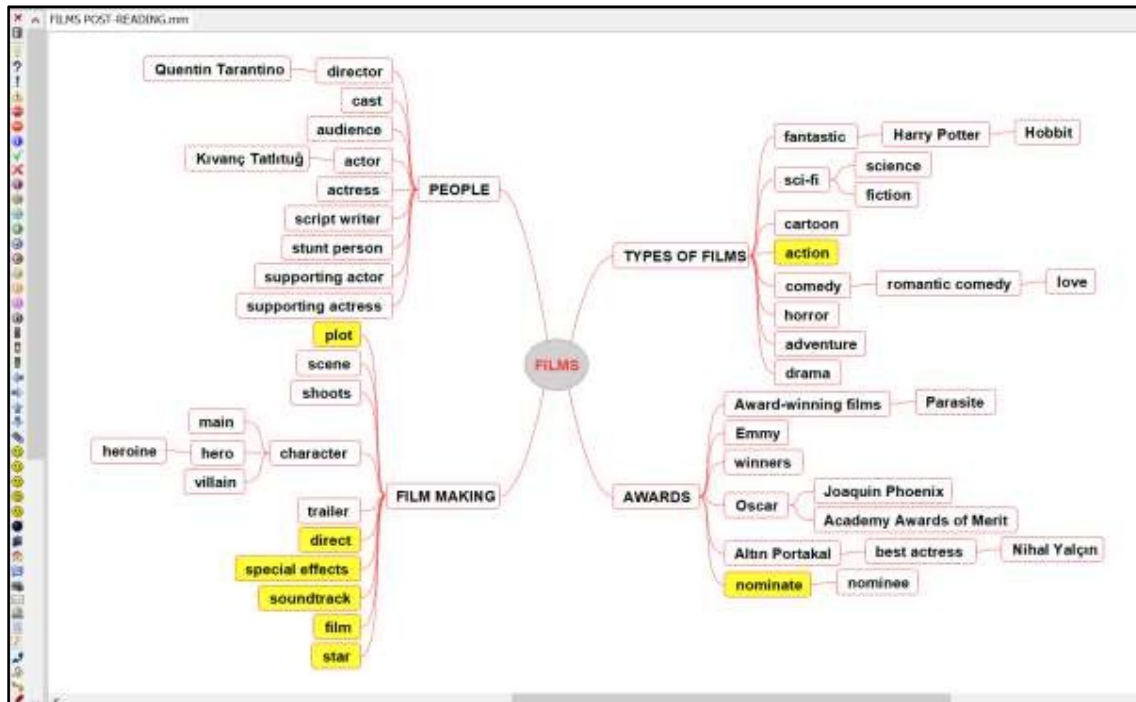 FILMS POST-READING.mm
Quentin Tarantino
director
cast
audience
Kıvanç Tatlıtuğ
actor
actress
script writer
stunt person
supporting actor
supporting actress
PEOPLE
plot
scene
shoots
main
heroine
hero
villain
character
trailer
direct
special effects
soundtrack
film
star
FILM MAKING
FİLMS
TYPES OF FILMS
fantastic
Harry Potter
Hobbit
sci-fi
science
fiction
cartoon
action
comedy
romantic comedy
love
horror
adventure
drama
AWARDS
Award-winning films
Parasite
Emmy
winners
Oscar
Joaquin Phoenix
Academy Awards of Merit
Altın Portakal
best actress
Nihal Yalçın
nominate
nominee